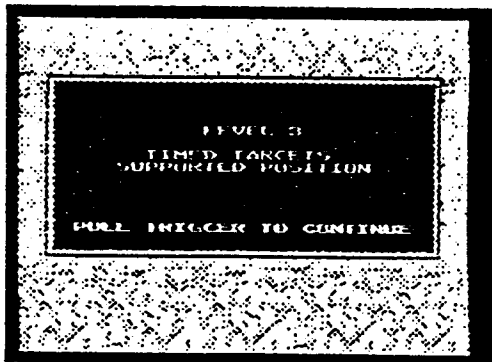 LEVEL 3
TIMED TARGETS
SUPPORTED POSITION
PULL TRIGGER TO CONTINUE